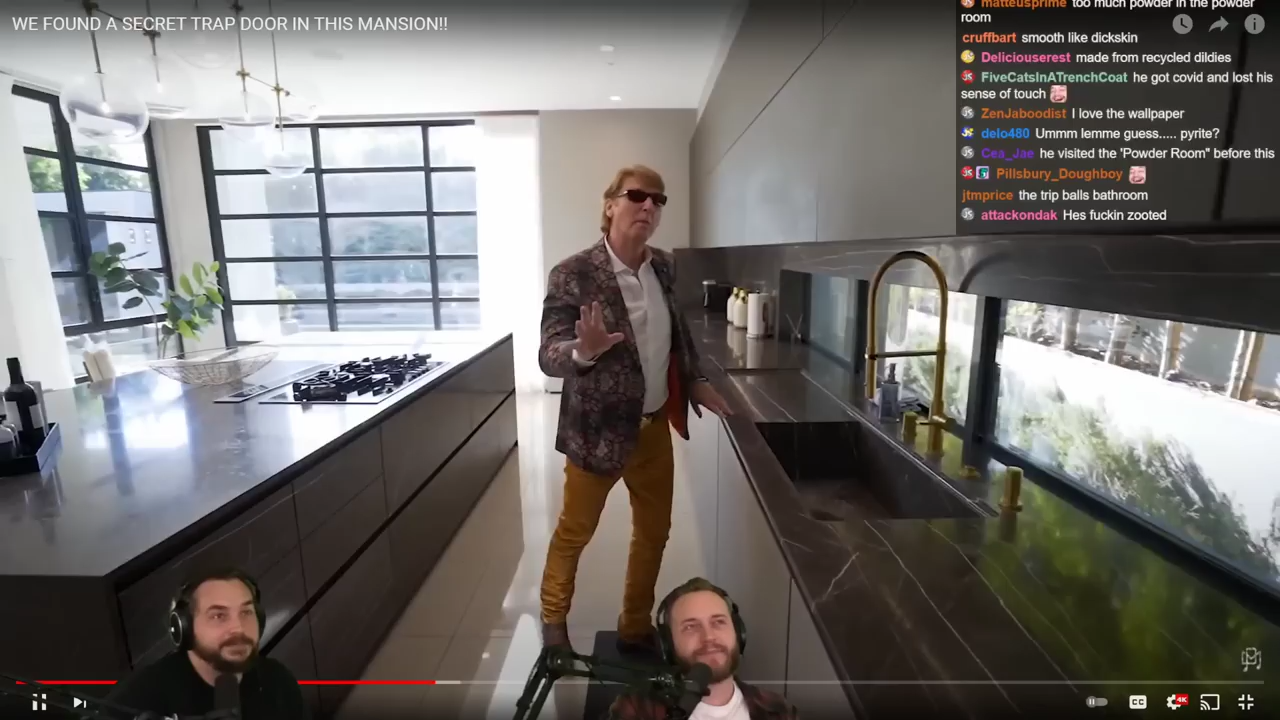 WE FOUND A SECRET TRAP DOOR IN THIS MANSION!!
matteusprime too much powder in the powder
room
cruffbart smooth like dickskin
Deliciouserest made from recycled dildies
FiveCatsInATrenchCoat he got covid and lost his
sense of touch
ZenJaboodist I love the wallpaper
delo480 Ummm lemme guess..... pyrite?
Cea_Jae he visited the 'Powder Room" before this
Pillsbury_Doughboy
jtmprice the trip balls bathroom
attackondak Hes fuckin zooted
CC
4K